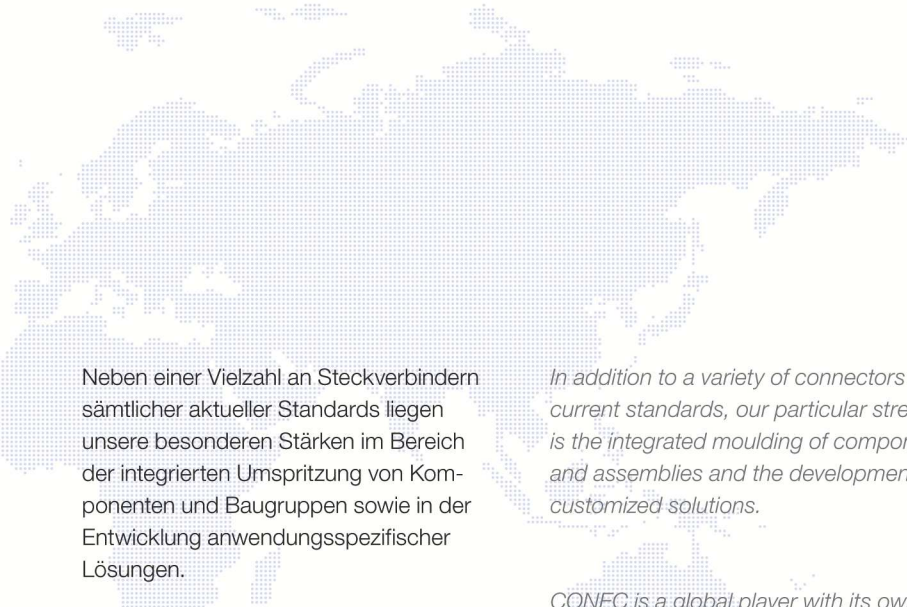 Neben einer Vielzahl an Steckverbindern
sämtlicher aktueller Standards liegen
unsere besonderen Stärken im Bereich
der integrierten Umspritzung von Kom-
ponenten und Baugruppen sowie in der
Entwicklung anwendungsspezifischer
Lösungen.
In addition to a variety of connectors
current standards, our particular
is the integrated moulding of
and assemblies and the
customized solutions.
CONEC is a global player with its